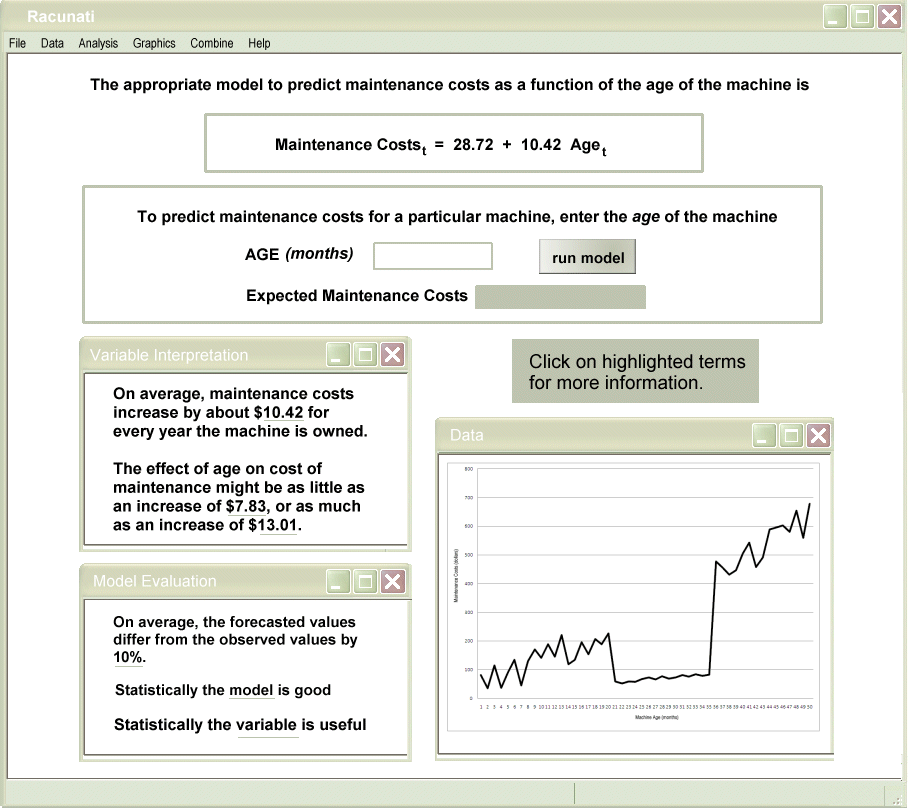 Racunati
File Data Analysis Graphics Combine Help
The appropriate model to predict maintenance costs as a function of the age of the machine is
Maintenance Costst = 28.72 + 10.42 Aget
To predict maintenance costs for a particular machine, enter the age of the machine
AGE (months)
run model
Expected Maintenance Costs
Variable Interpretation
On average, maintenance costs
increase by about $10.42 for
every year the machine is owned.
The effect of age on cost of
maintenance might be as little as
an increase of $7.83, or as much
as an increase of $13.01.
Click on highlighted terms
for more information.
Model Evaluation
On average, the forecasted values
differ from the observed values by
10%.
Statistically the model is good
Statistically the variable is useful
Data
800
700
600
500
400
300
200
100
0
Maintenance Costs (dollars)
1 2 3 4 5 6 7 8 9 10 11 12 13 14 15 16 17 18 19 20 21 22 23 24 25 26 27 28 29 30 31 32 33 34 35 36 37 38 39 40 41 42 43 44 45 46 47 48 49 50
Machine Age (months)